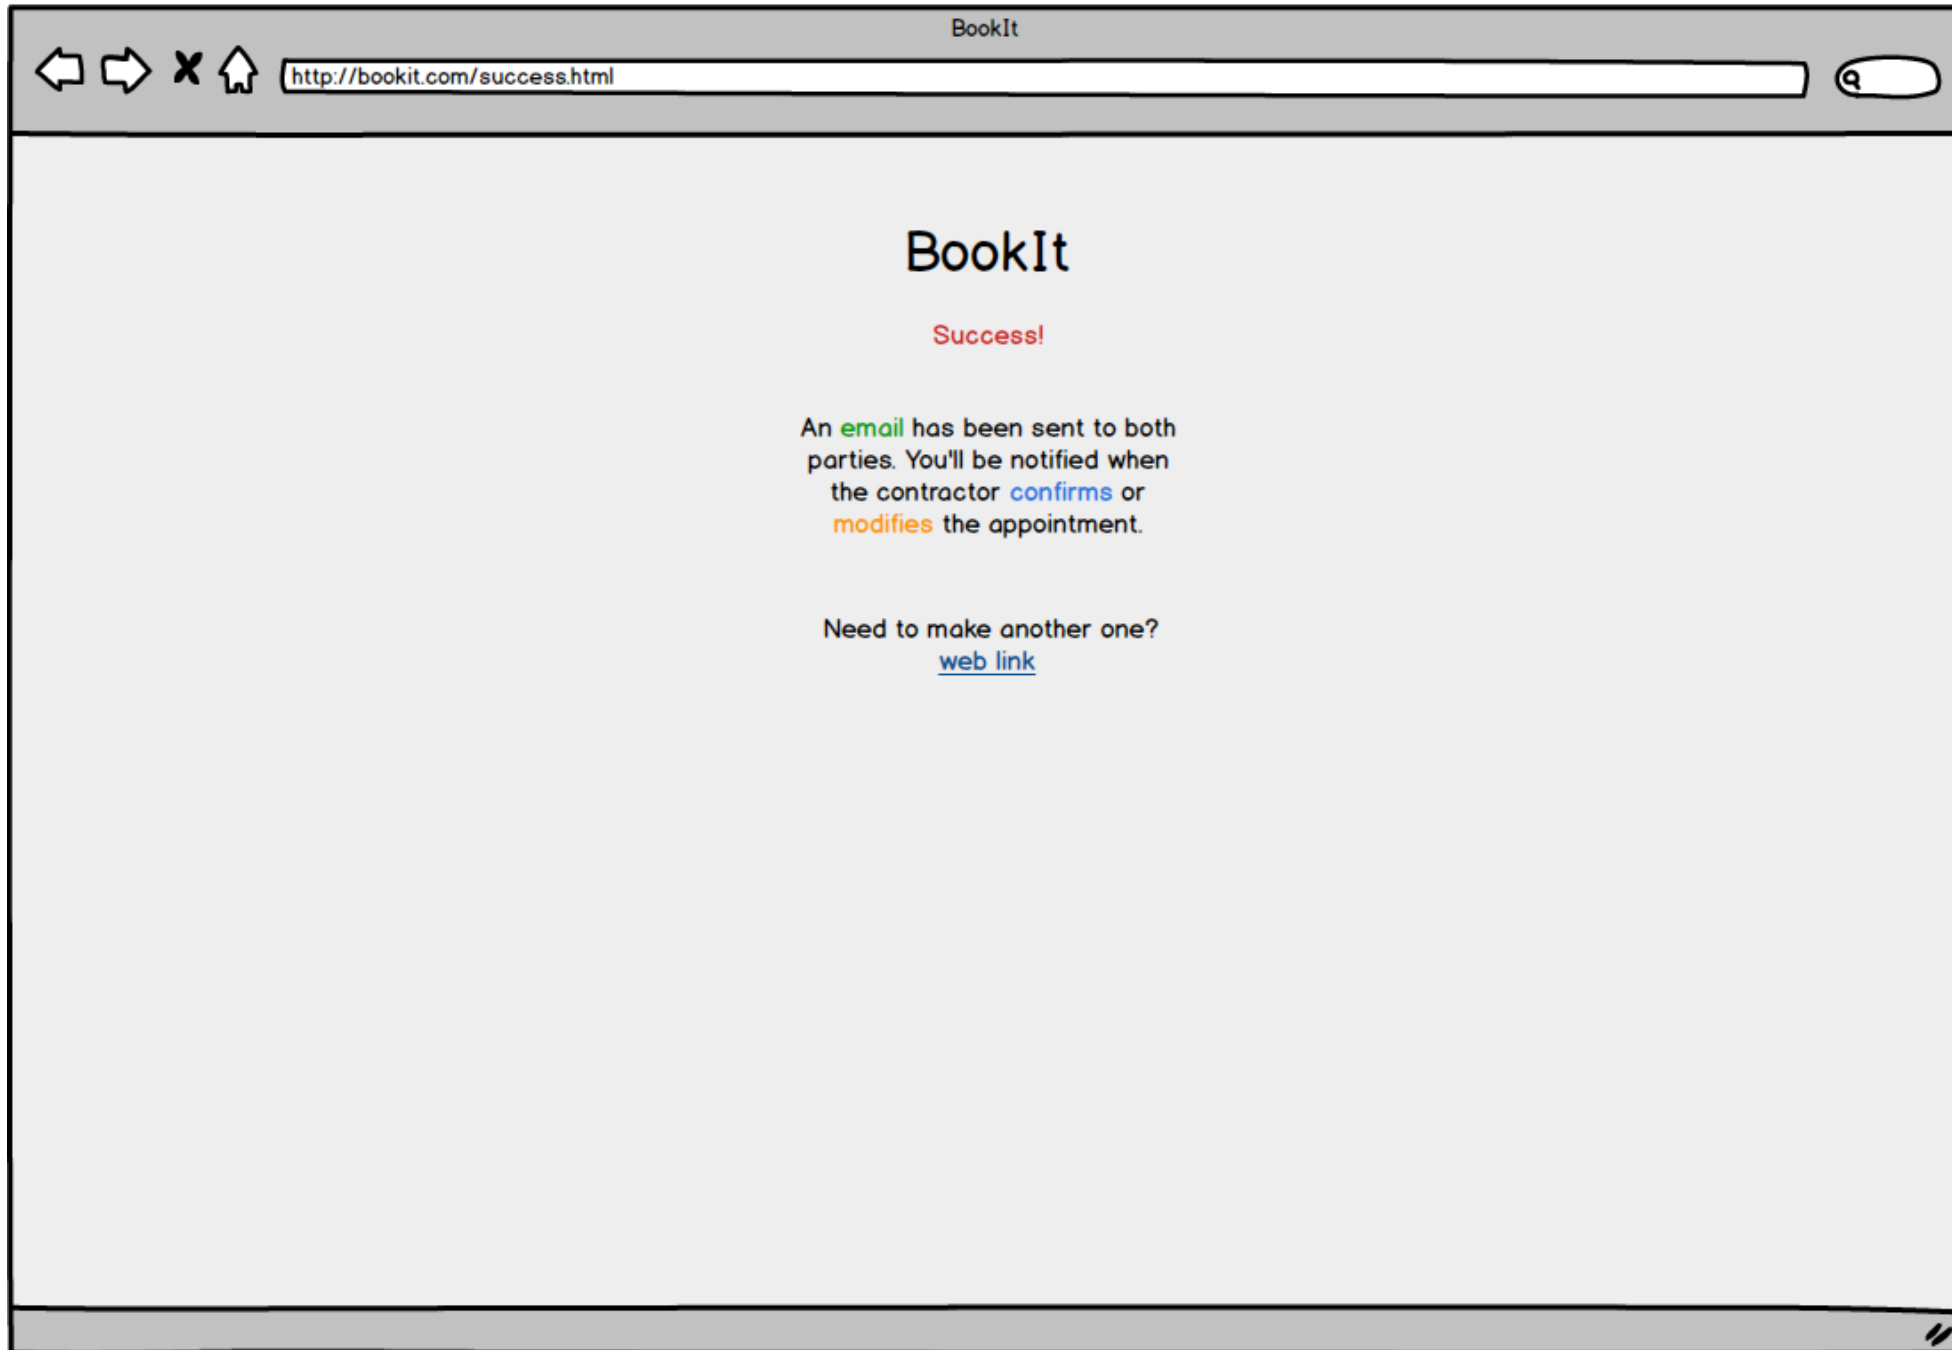 BookIt
http://bookit.com/success.html
BookIt
Success!
An email has been sent to both
parties. You'll be notified when
the contractor confirms or
modifies the appointment.
Need to make another one?
web link